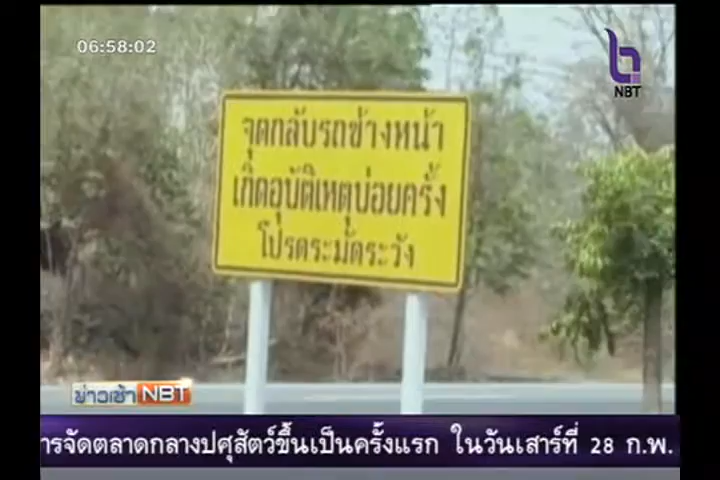 06:58:02
NBT
จุดกลับรถข้างหน้า
เกิดอุบัติเหตุบ่อยครั้ง
โปรดระมัดระวัง
ข่าวเช้า NBT
ารจัดตลาดกลางปศุสัตว์ขึ้นเป็นครั้งแรก ในวันเสาร์ที่ 28 ก.พ.